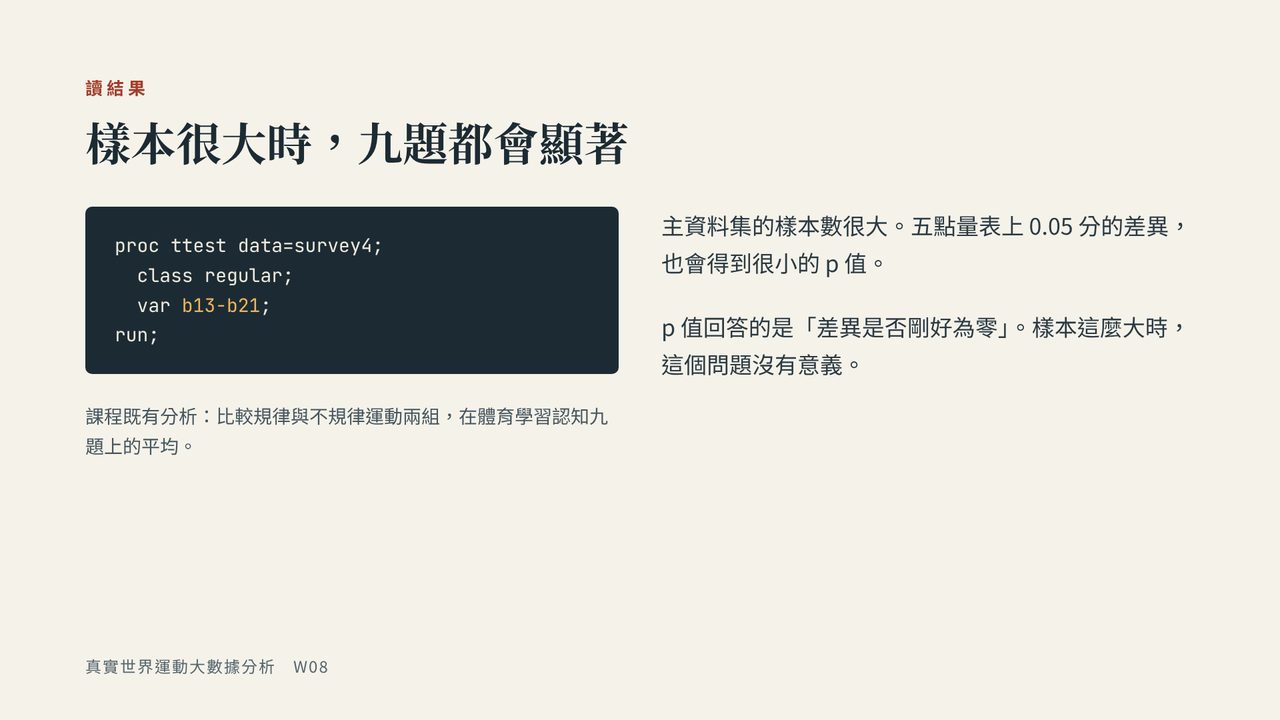 讀結果
樣本很大時，九題都會顯著
proc ttest data=survey4;
  class regular;
  var b13-b21;
run;
課程既有分析：比較規律與不規律運動兩組，在體育學習認知九
題上的平均。
主資料集的樣本數很大。五點量表上 0.05 分的差異，
也會得到很小的 p 值。
p 值回答的是「差異是否剛好為零」。樣本這麼大時，
這個問題沒有意義。
真實世界運動大數據分析　W08